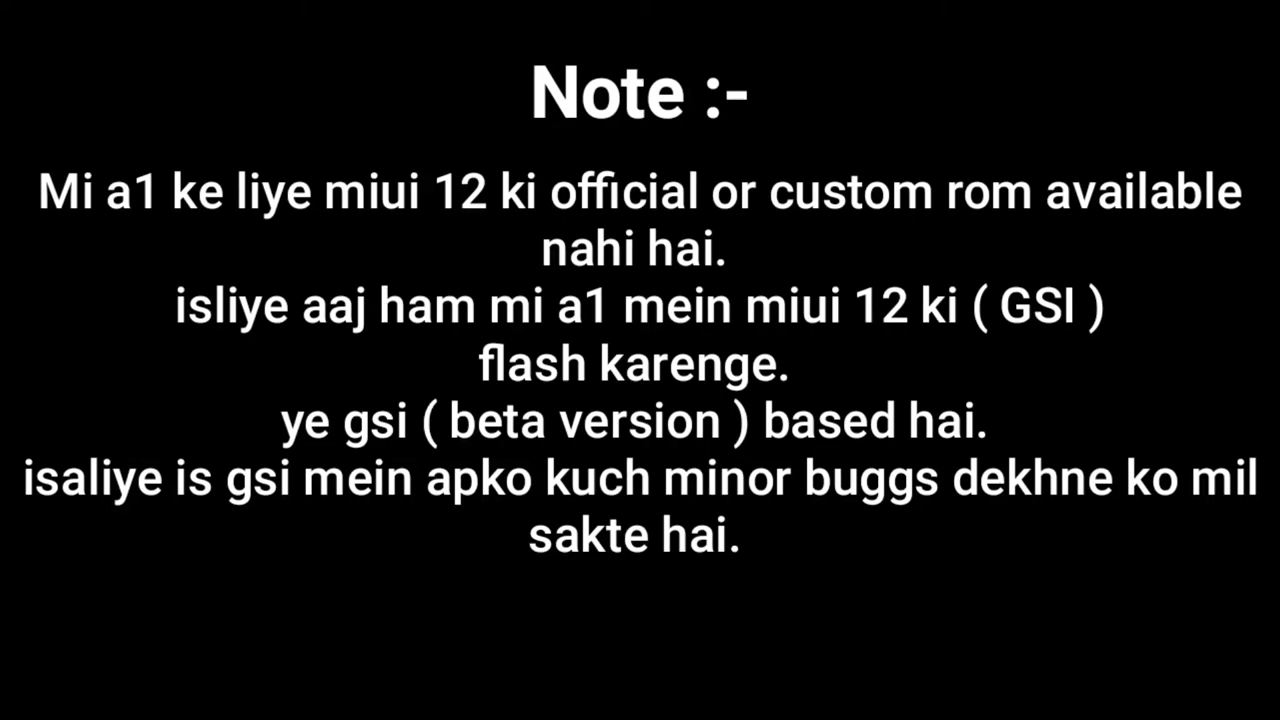 Note :-
Mi a1 ke liye miui 12 ki official or custom rom available
nahi hai.
isliye aaj ham mi a1 mein miui 12 ki ( GSI )
flash karenge.
ye gsi ( beta version ) based hai.
isaliye is gsi mein apko kuch minor buggs dekhne ko mil
sakte hai.